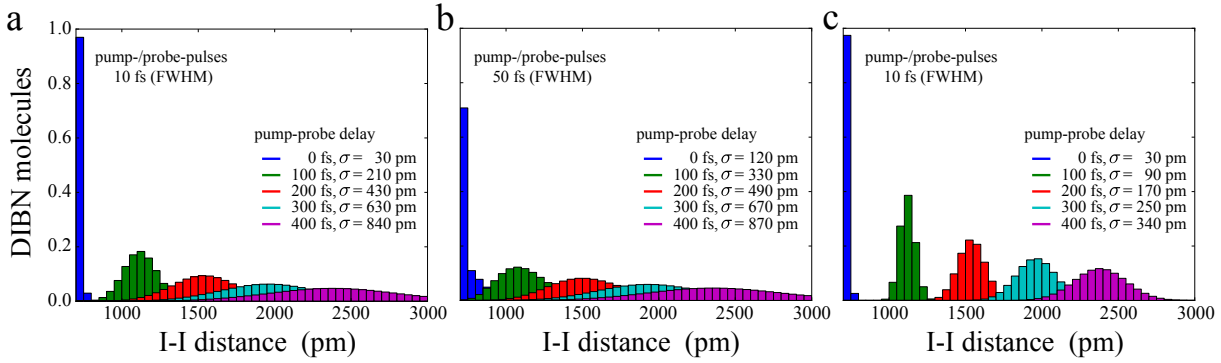 a
DIBN molecules
1.0
0.8
0.6
0.4
0.2
0.0
pump-/probe-pulses
10 fs (FWHM)
pump-probe delay
0 fs, σ = 30 pm
100 fs, σ = 210 pm
200 fs, σ = 430 pm
300 fs, σ = 630 pm
400 fs, σ = 840 pm
1000 1500 2000 2500 3000
I-I distance (pm)
b
pump-/probe-pulses
50 fs (FWHM)
pump-probe delay
0 fs, σ = 120 pm
100 fs, σ = 330 pm
200 fs, σ = 490 pm
300 fs, σ = 670 pm
400 fs, σ = 870 pm
1000 1500 2000 2500 3000
I-I distance (pm)
c
pump-/probe-pulses
10 fs (FWHM)
pump-probe delay
0 fs, σ = 30 pm
100 fs, σ = 90 pm
200 fs, σ = 170 pm
300 fs, σ = 250 pm
400 fs, σ = 340 pm
1000 1500 2000 2500 3000
I-I distance (pm)